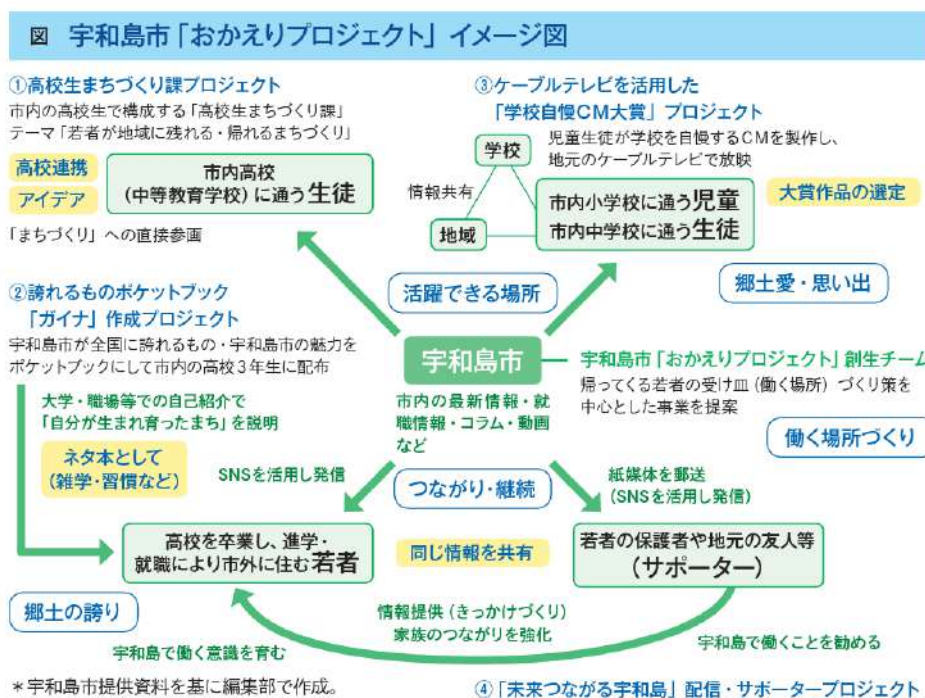 図 宇和島市「おかえりプロジェクト」イメージ図
①高校生まちづくり課プロジェクト
市内の高校生で構成する「高校生まちづくり課」
テーマ「若者が地域に残れる・帰れるまちづくり」
高校連携
アイデア
市内高校
(中等教育学校)に通う生徒
「まちづくり」への直接参画
③ケーブルテレビを活用した
「学校自慢CM大賞」プロジェクト
児童生徒が学校を自慢するCMを製作し、
地元のケーブルテレビで放映
学校
情報共有
地域
市内小学校に通う児童
市内中学校に通う生徒
大賞作品の選定
活躍できる場所
郷土愛・思い出
②誇れるものポケットブック
「ガイナ」作成プロジェクト
宇和島市が全国に誇れるもの・宇和島市の魅力を
ポケットブックにして市内の高校3年生に配布
大学・職場等での自己紹介で
「自分が生まれ育ったまち」を説明
ネタ本として
(雑学・習慣など)
宇和島市
宇和島市「おかえりプロジェクト」創生チーム
帰ってくる若者の受け皿(働く場所)づくり策を
中心とした事業を提案
働く場所づくり
市内の最新情報・就
職情報・コラム・動画
など
SNSを活用し発信
つながり・継続
紙媒体を郵送
(SNSを活用し発信)
高校を卒業し、進学・
就職により市外に住む若者
同じ情報を共有
若者の保護者や地元の友人等
(サポーター)
郷土の誇り
情報提供(きっかけづくり)
家族のつながりを強化
宇和島で働く意識を育む
宇和島で働くことを勧める
*宇和島市提供資料を基に編集部で作成。
④「未来つながる宇和島」配信・サポータープロジェクト